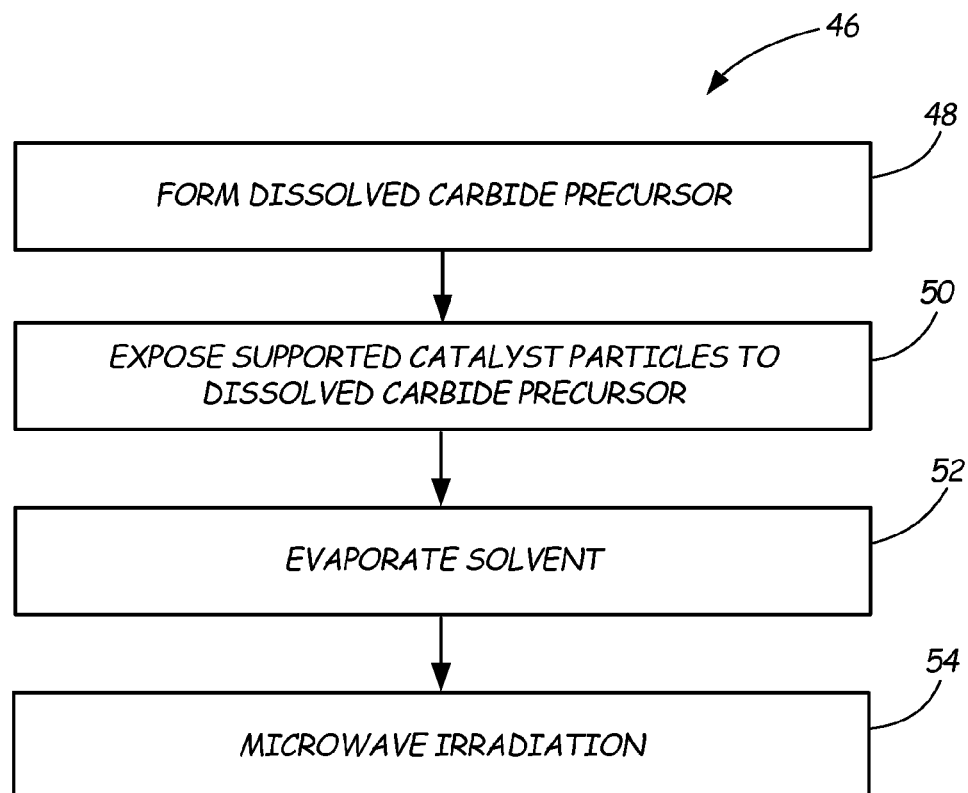 46
48
FORM DISSOLVED CARBIDE PRECURSOR
50
EXPOSE SUPPORTED CATALYST PARTICLES TO
DISSOLVED CARBIDE PRECURSOR
52
EVAPORATE SOLVENT
54
MICROWAVE IRRADIATION